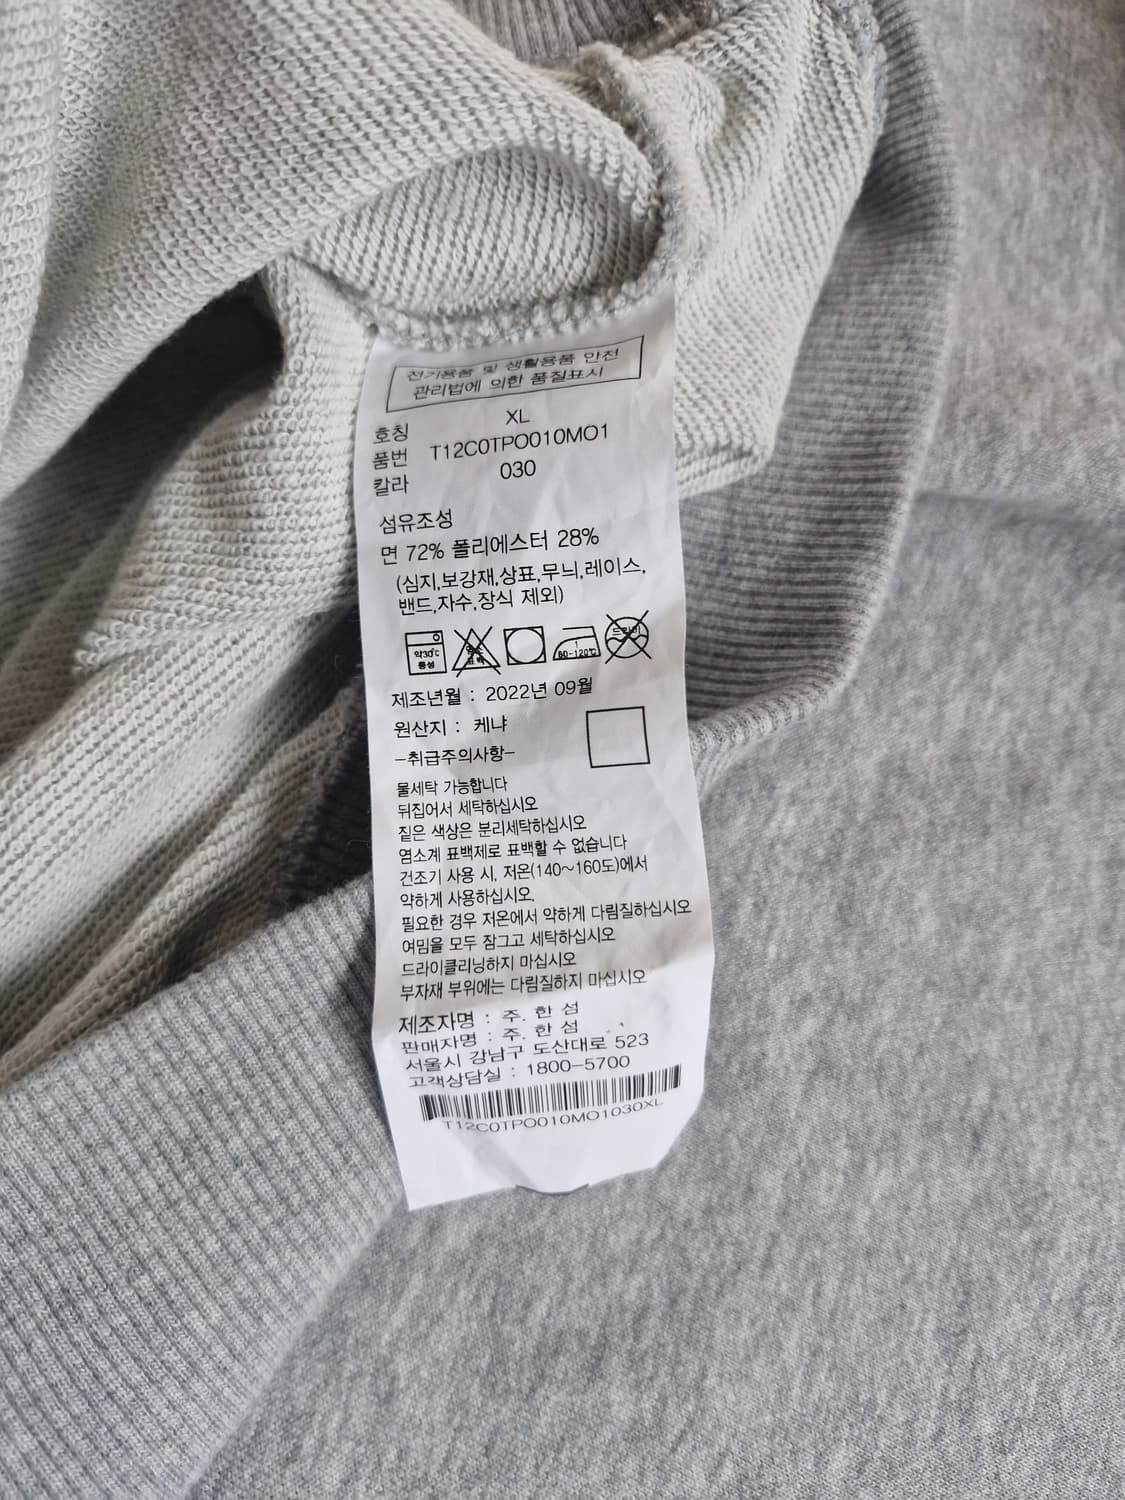 전기용품 및 생활용품 안전
관리법에 의한 품질표시
호칭 XL
품번 T12C0TPO010MO1
칼라 030
섬유조성
면 72% 폴리에스터 28%
(심지,보강재,상표,무늬,레이스,
밴드,자수,장식 제외)
약30℃ 중성 염소 표백 1 80-120℃ 드라이
제조년월 : 2022년 09월
원산지 : 케냐
-취급주의사항-
물세탁 가능합니다
뒤집어서 세탁하십시오
짙은 색상은 분리세탁하십시오
염소계 표백제로 표백할 수 없습니다
건조기 사용 시, 저온(140~160도)에서
약하게 사용하십시오.
필요한 경우 저온에서 약하게 다림질하십시오
여밈을 모두 잠그고 세탁하십시오
드라이클리닝하지 마십시오
부자재 부위에는 다림질하지 마십시오
제조자명 : 주. 한 섬
판매자명 : 주. 한 섬
서울시 강남구 도산대로 523
고객상담실 : 1800-5700
T12C0TPO010MO1030XL